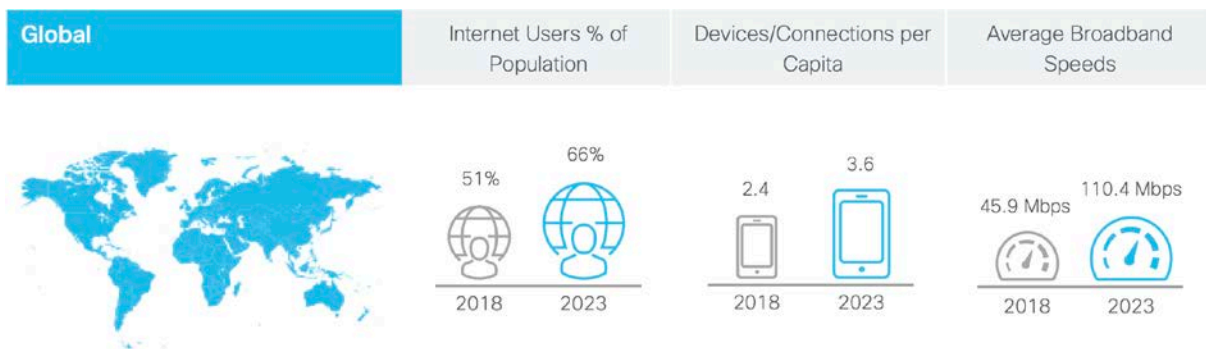 Global
Internet Users % of
Population
Devices/Connections per
Capita
Average Broadband
Speeds
51%
66%
2018
2023
2.4
3.6
2018
2023
45.9 Mbps
110.4 Mbps
2018
2023